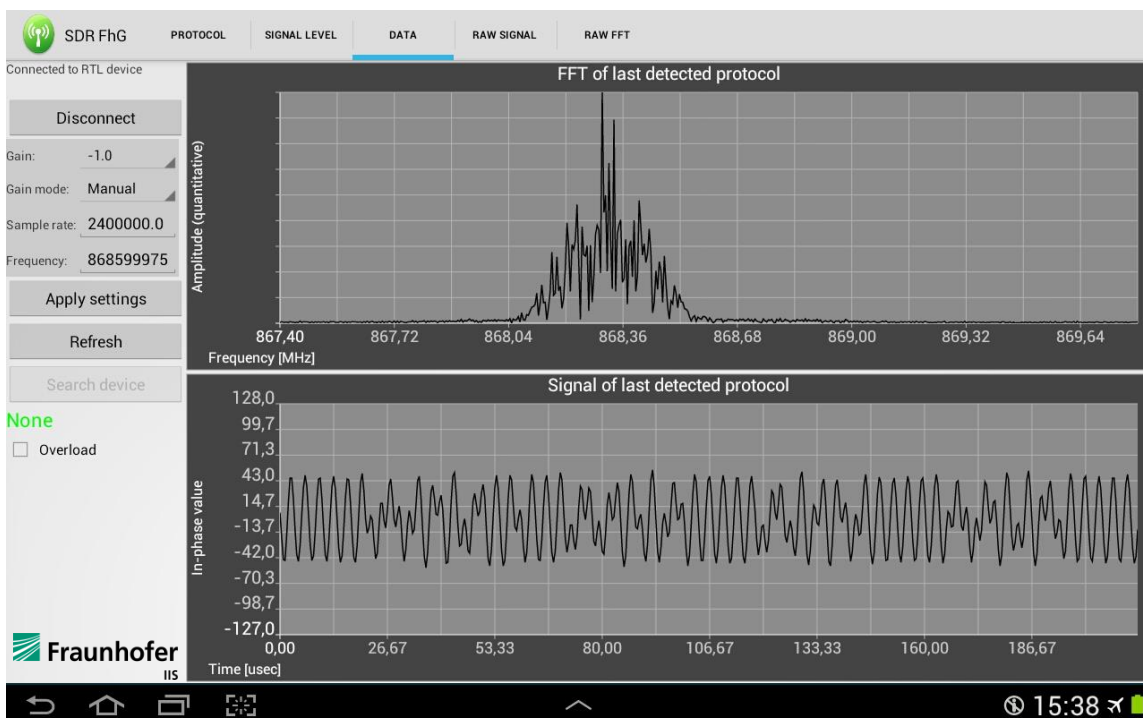 SDR FhG
PROTOCOL
SIGNAL LEVEL
DATA
RAW SIGNAL
RAW FFT
Connected to RTL device
Disconnect
Gain: -1.0
Gain mode: Manual
Sample rate: 2400000.0
Frequency: 868599975
Apply settings
Refresh
Search device
None
Overload
Fraunhofer
IIS
FFT of last detected protocol
Amplitude (quantitative)
867,40 867,72 868,04 868,36 868,68 869,00 869,32 869,64
Frequency [MHz]
Signal of last detected protocol
In-phase value
128,0
99,7
71,3
43,0
14,7
-13,7
-42,0
-70,3
-98,7
-127,0
0,00 26,67 53,33 80,00 106,67 133,33 160,00 186,67
Time [usec]
15:38